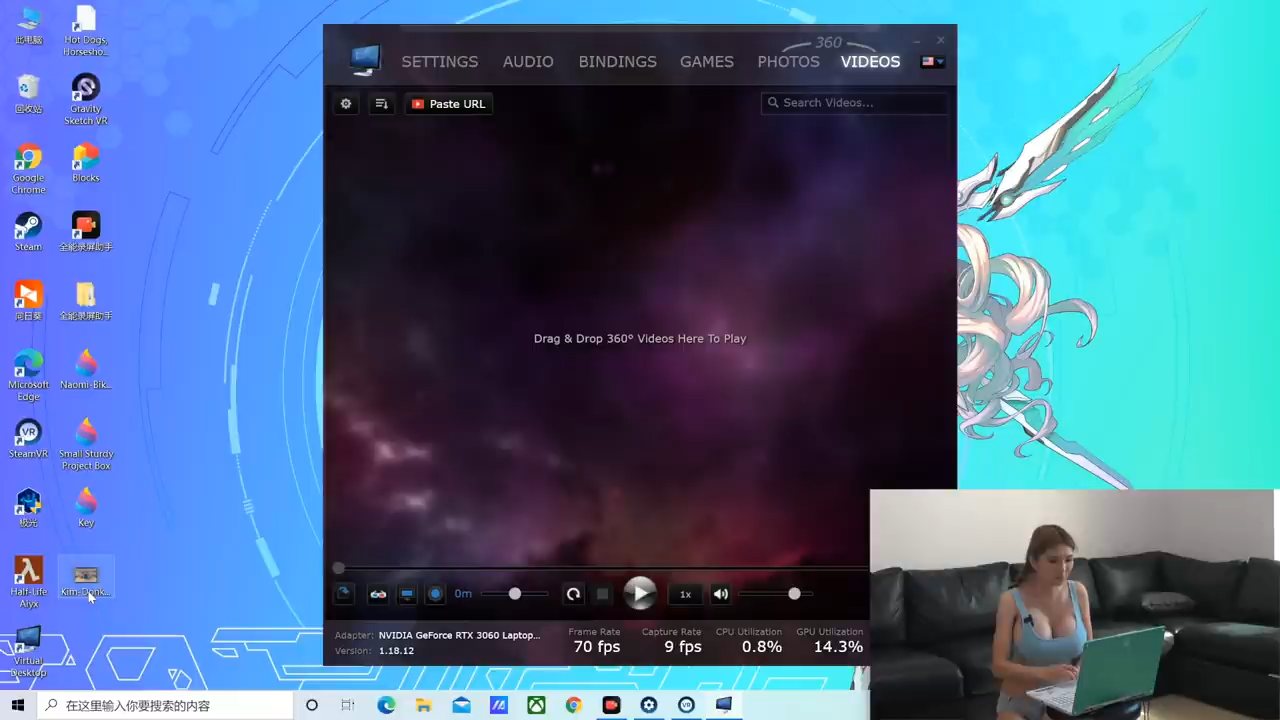 此电脑
Hot Dogs,
Horsesho...
回收站
Gravity
Sketch VR
Google
Chrome
Blocks
Steam
全能录屏助手
向日葵
全能录屏助手
Microsoft
Edge
Naomi-Bik...
SteamVR
Small Sturdy
Project Box
极光
Key
Half-Life
Alyx
Kim-Donk...
Virtual
Desktop
360
SETTINGS AUDIO BINDINGS GAMES PHOTOS VIDEOS
Paste URL
Search Videos...
Drag & Drop 360° Videos Here To Play
0m
1x
Adapter: NVIDIA GeForce RTX 3060 Laptop...
Version: 1.18.12
Frame Rate
70 fps
Capture Rate
9 fps
CPU Utilization
0.8%
GPU Utilization
14.3%
在这里输入你要搜索的内容